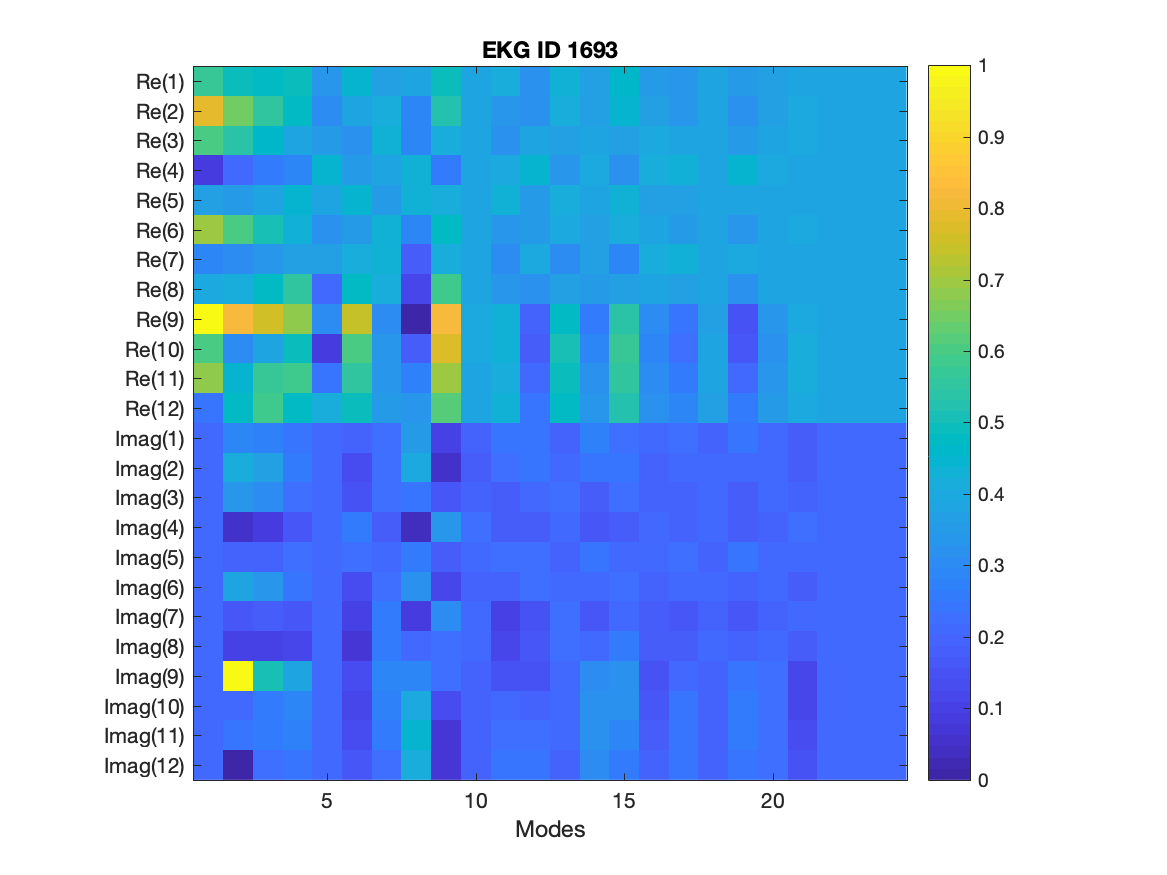 EKG ID 1693
Re(1)
Re(2)
Re(3)
Re(4)
Re(5)
Re(6)
Re(7)
Re(8)
Re(9)
Re(10)
Re(11)
Re(12)
Imag(1)
Imag(2)
Imag(3)
Imag(4)
Imag(5)
Imag(6)
Imag(7)
Imag(8)
Imag(9)
Imag(10)
Imag(11)
Imag(12)
5 10 15 20
Modes
1
0.9
0.8
0.7
0.6
0.5
0.4
0.3
0.2
0.1
0